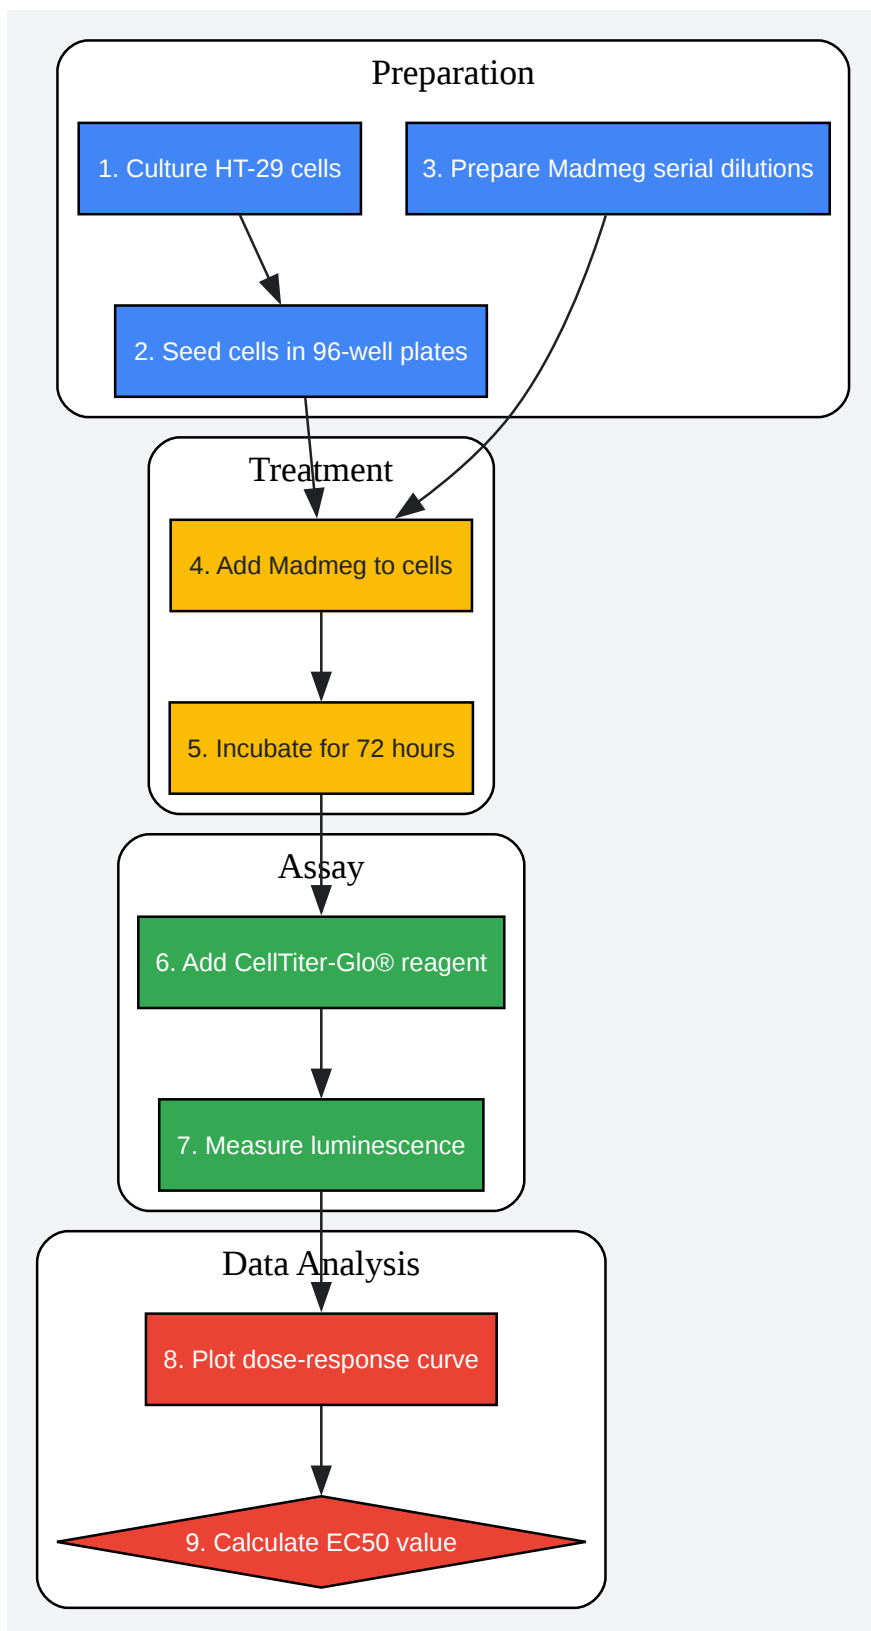 Preparation
1. Culture HT-29 cells
3. Prepare Madmeg serial dilutions
2. Seed cells in 96-well plates
Treatment
4. Add Madmeg to cells
5. Incubate for 72 hours
Assay
6. Add CellTiter-Glo® reagent
7. Measure luminescence
Data Analysis
8. Plot dose-response curve
9. Calculate EC50 value